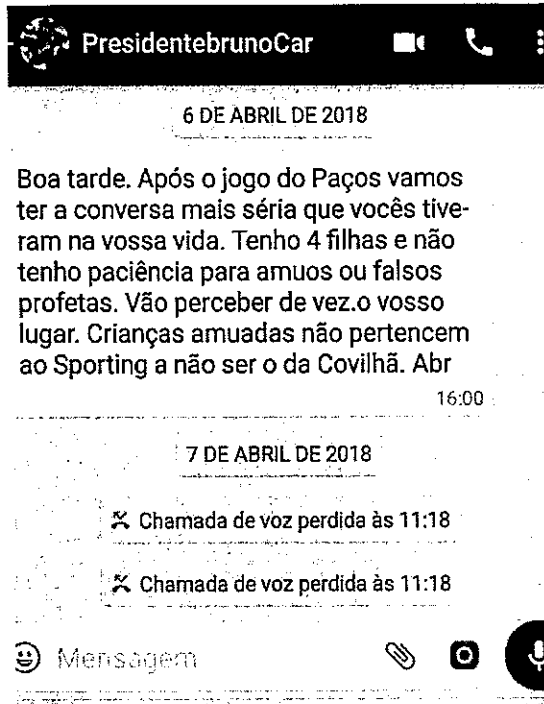 PresidentebrunoCar
6 DE ABRIL DE 2018
Boa tarde. Após o jogo do Paços vamos
ter a conversa mais séria que vocês tive-
ram na vossa vida. Tenho 4 filhas e não
tenho paciência para amuos ou falsos
profetas. Vão perceber de vez.o vosso
lugar. Crianças amuadas não pertencem
ao Sporting a não ser o da Covilhã. Abr
16:00
7 DE ABRIL DE 2018
Chamada de voz perdida às 11:18
Chamada de voz perdida às 11:18
Mensagem